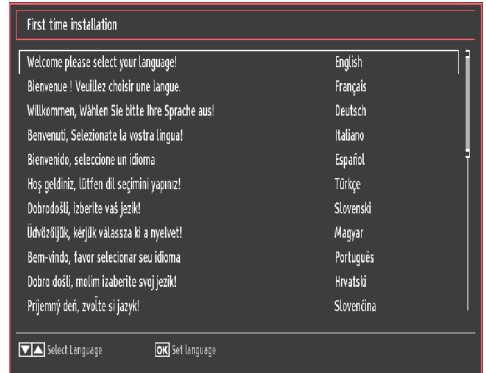 First time installation
Welcome please select your language! English
Bienvenue ! Veuillez choisir une langue. Français
Willkommen, Wählen Sie bitte Ihre Sprache aus! Deutsch
Benvenuti, Selezionate la vostra lingua! Italiano
Bienvenido, seleccione un idioma Español
Hoş geldiniz, lütfen dil seçimini yapınız! Türkçe
Dobrodošli, izberite vaš jezik! Slovenski
Üdvözöljük, kérjük válassza ki a nyelvet! Magyar
Bem-vindo, favor selecionar seu idioma Português
Dobro došli, molim izaberite svoj jezik! Hrvatski
Príjemný deň, zvoľte si jazyk! Slovenčina
Select Language OK Set language